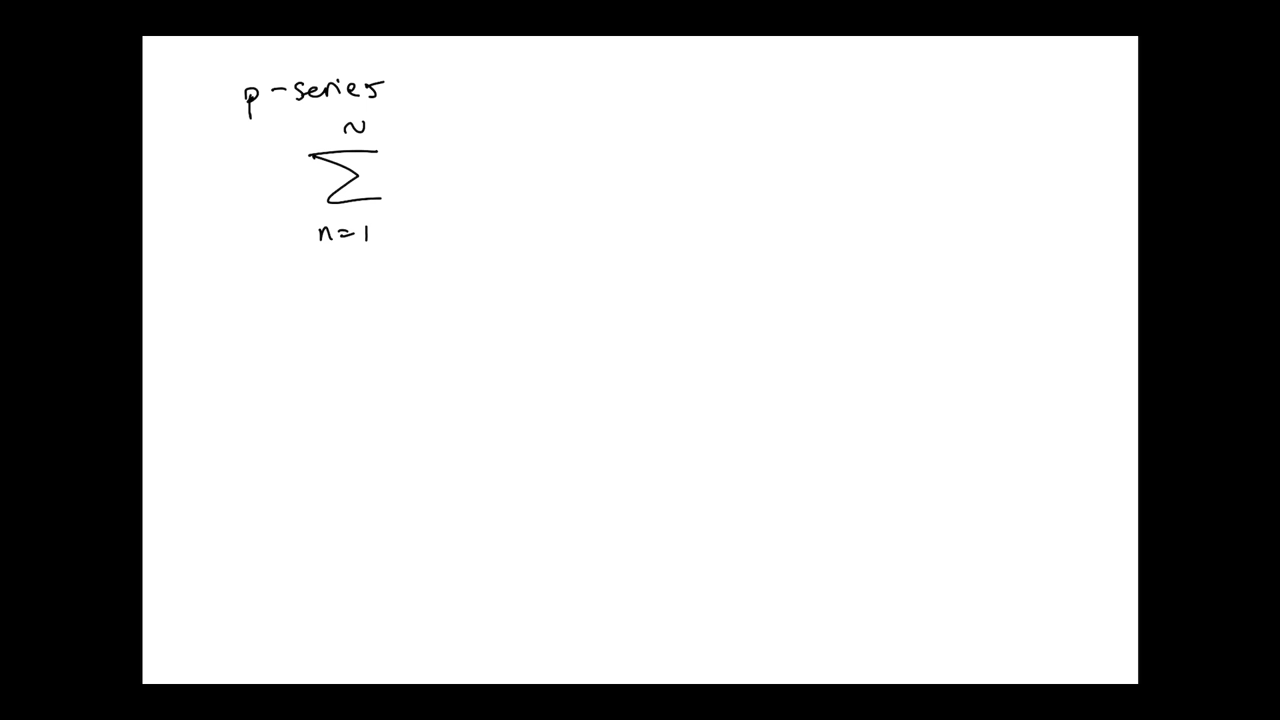 p-series
∾
∑
n=1